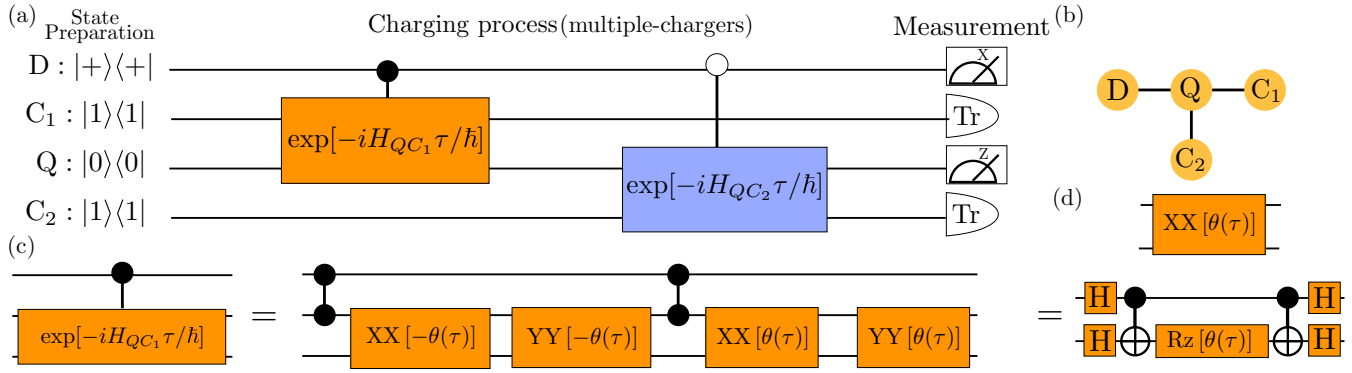 (a) State Preparation Charging process (multiple-chargers) Measurement (b)
D : |+⟩⟨+| X
C₁ : |1⟩⟨1| exp[−iH_{QC₁}τ/ħ] Tr
Q : |0⟩⟨0| exp[−iH_{QC₂}τ/ħ] Z
C₂ : |1⟩⟨1| Tr
D Q C₁
C₂
(c)
exp[−iH_{QC₁}τ/ħ] = XX [−θ(τ)] YY [−θ(τ)] XX [θ(τ)] YY [θ(τ)]
(d)
XX [θ(τ)]
= H H
H Rz [θ(τ)] H